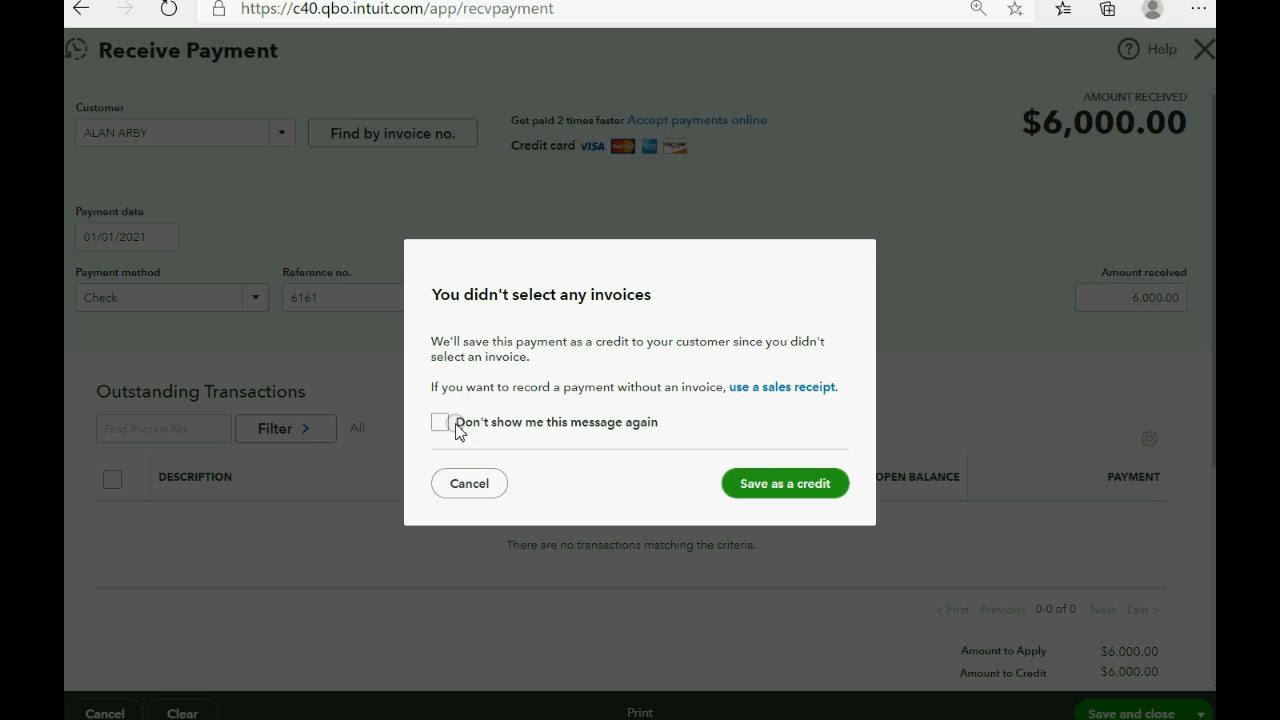 https://c40.qbo.intuit.com/app/recvpayment
Receive Payment
Help
Customer
ALAN ARBY
Find by invoice no.
Get paid 2 times faster Accept payments online
Credit card VISA MasterCard DISCOVER
AMOUNT RECEIVED
$6,000.00
Payment date
01/01/2021
Payment method
Reference no.
Amount received
Check
6161
6,000.00
You didn't select any invoices
We'll save this payment as a credit to your customer since you didn't
select an invoice.
If you want to record a payment without an invoice, use a sales receipt.
Don't show me this message again
Cancel
Save as a credit
Outstanding Transactions
Find Invoice No.
Filter >
All
DESCRIPTION
OPEN BALANCE
PAYMENT
There are no transactions matching the criteria.
< First Previous 0-0 of 0 Next Last >
Amount to Apply $6,000.00
Amount to Credit $6,000.00
Cancel
Clear
Print
Save and close